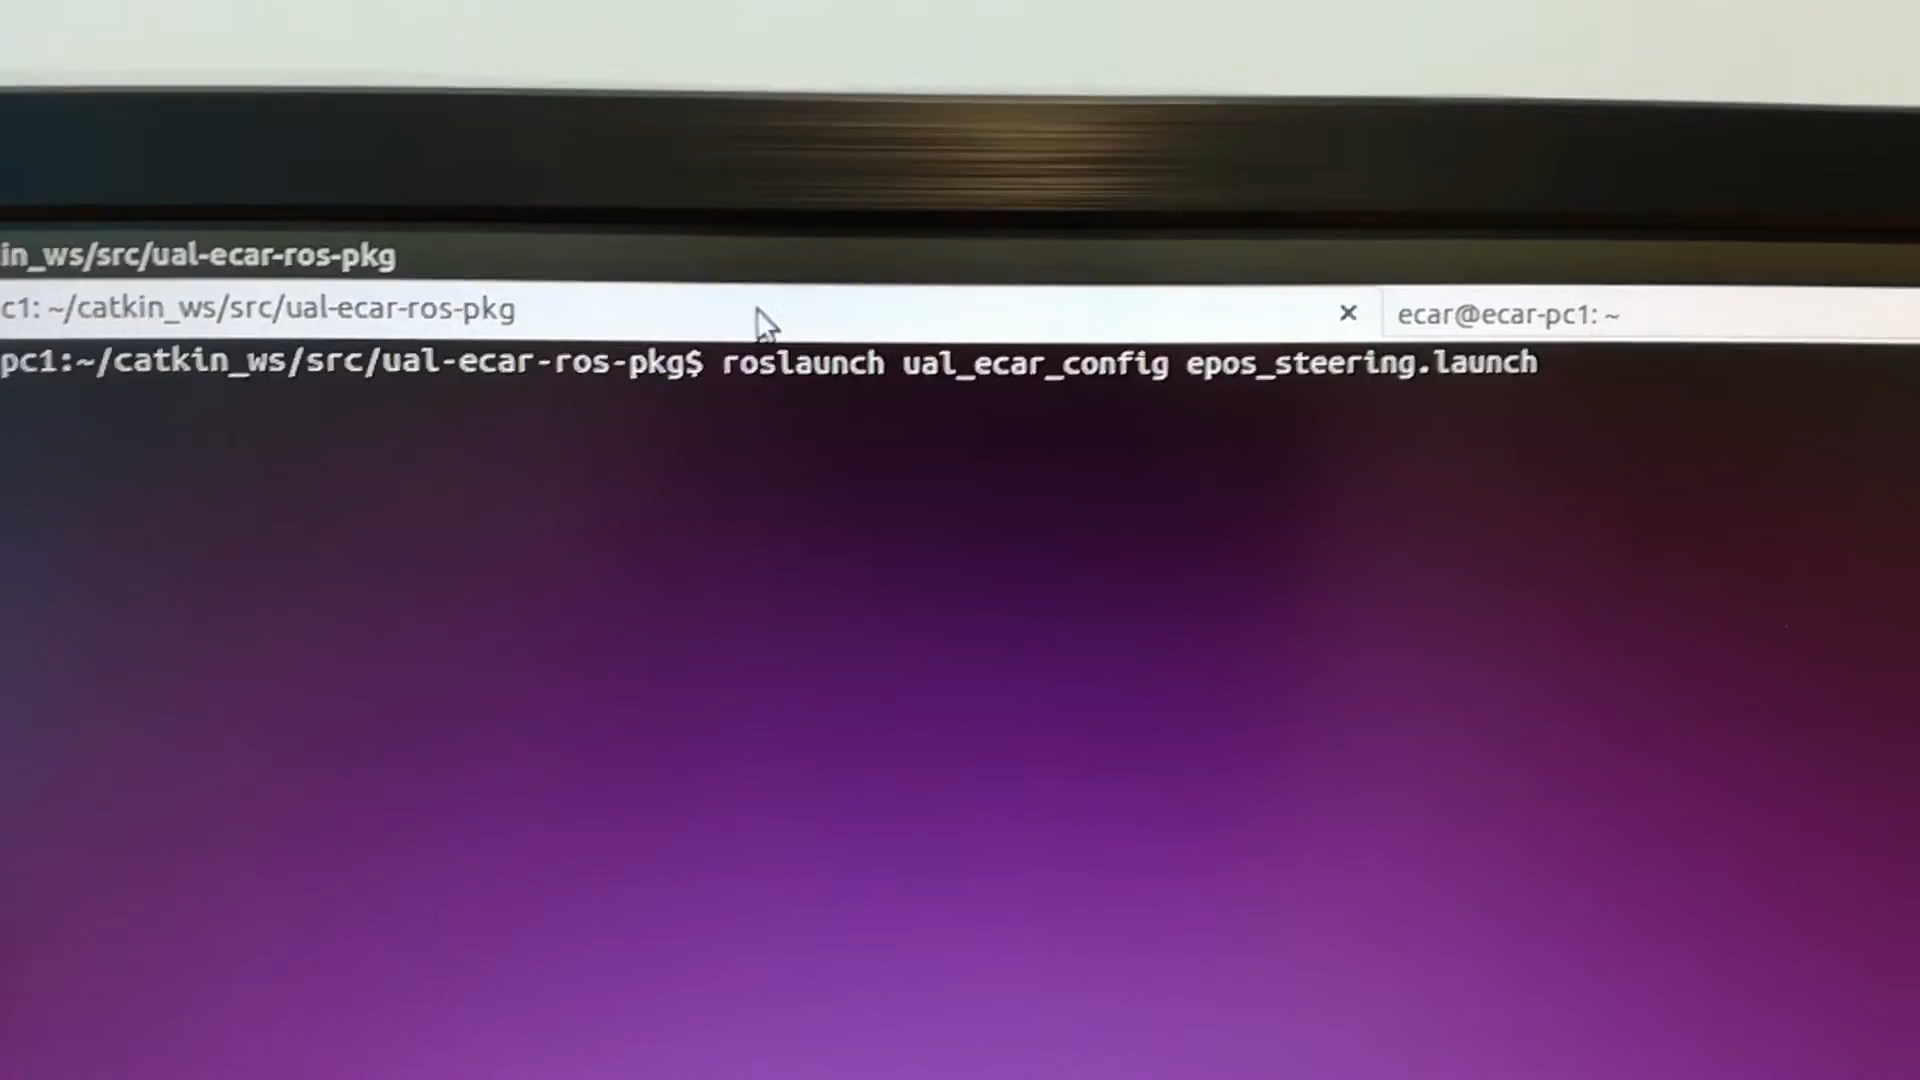 in_ws/src/ual-ecar-ros-pkg
c1: ~/catkin_ws/src/ual-ecar-ros-pkg × ecar@ecar-pc1: ~
pc1:~/catkin_ws/src/ual-ecar-ros-pkg$ roslaunch ual_ecar_config epos_steering.launch